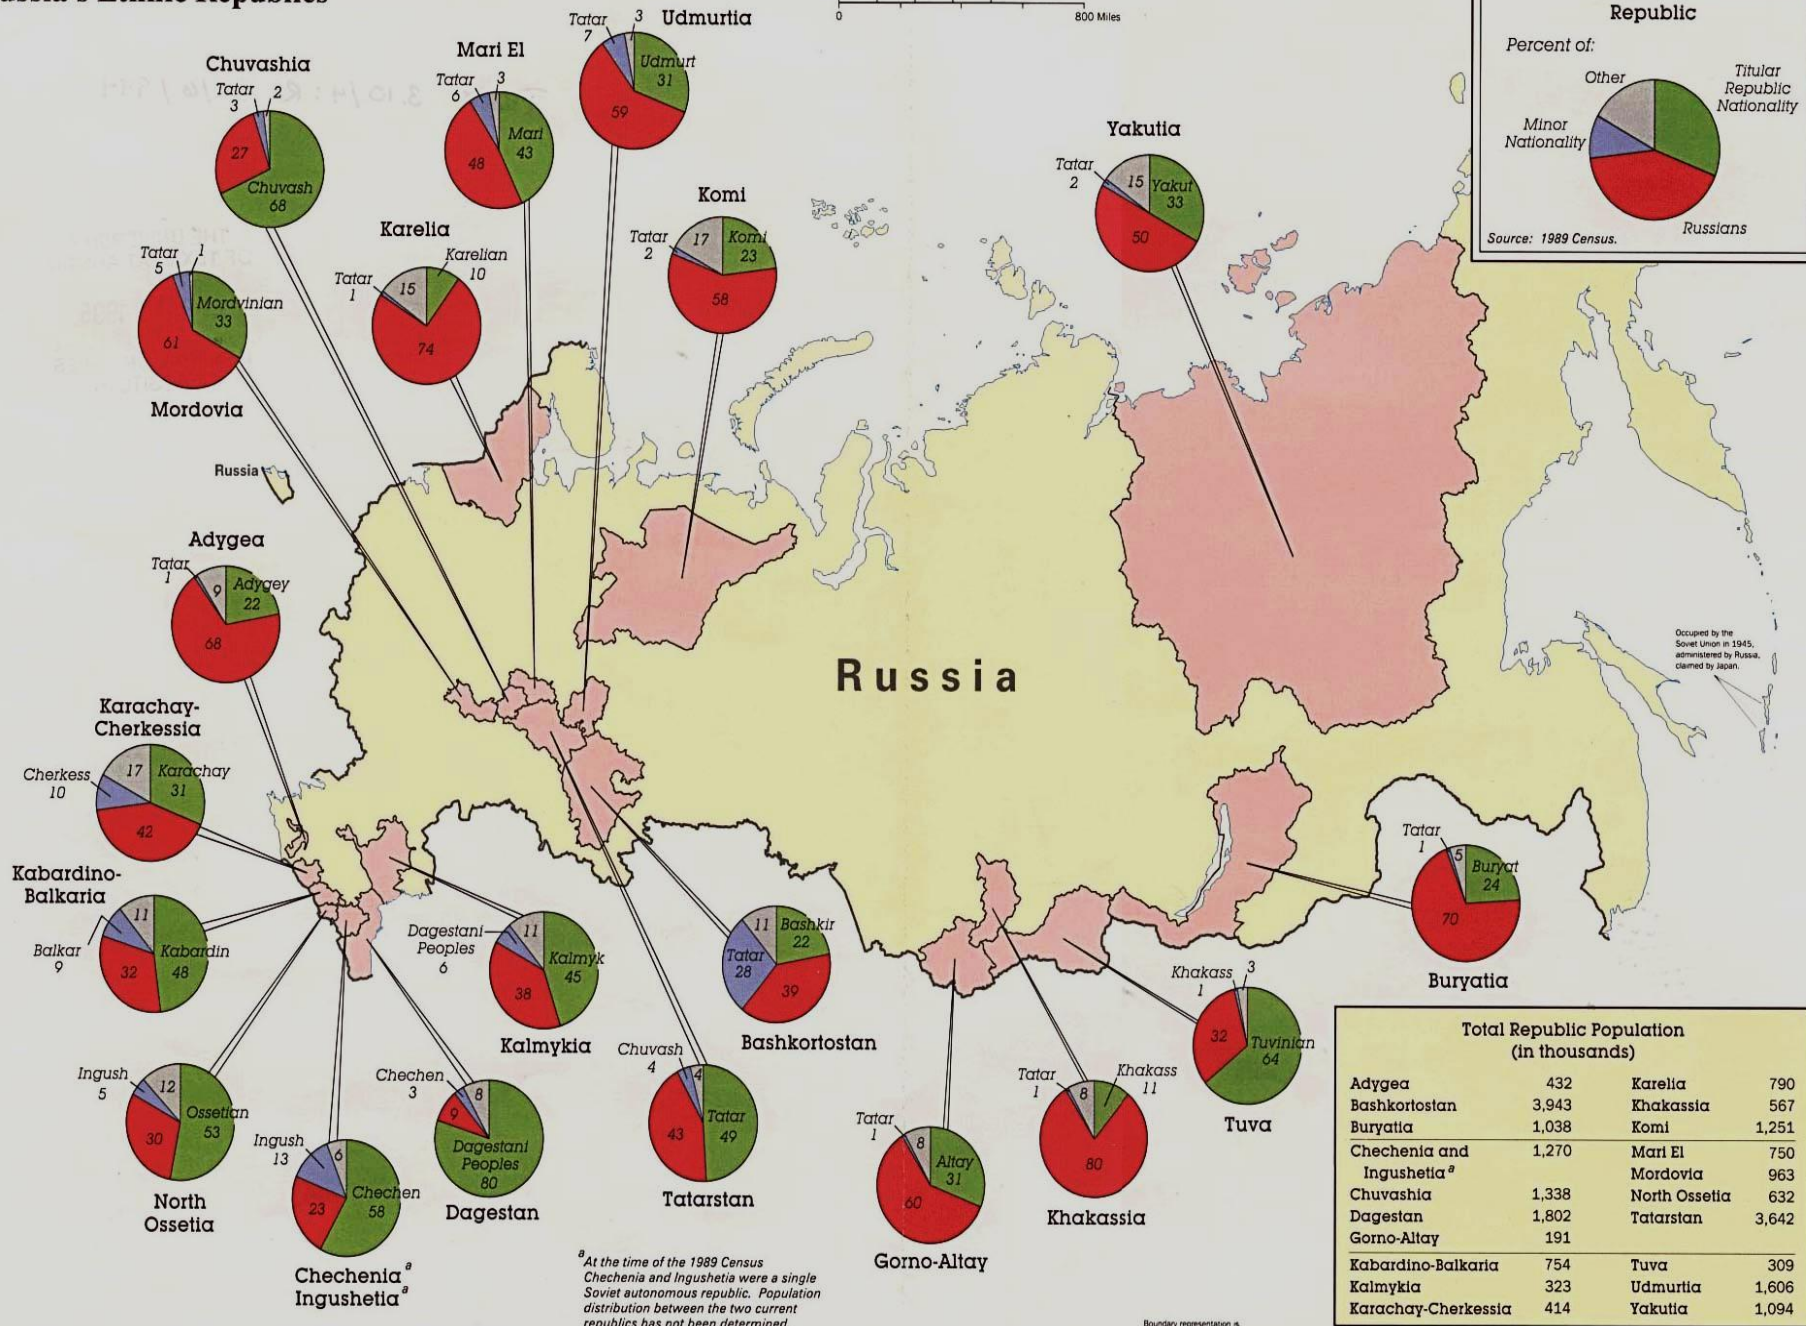 Russia's Ethnic Republics
0
800 Miles
Republic
Percent of:
Other
Titular
Republic
Nationality
Minor
Nationality
Russians
Source: 1989 Census.
Chuvashia
Tatar
3
2
27
Chuvash
68
Mari El
Tatar
6
3
48
Mari
43
Tatar
7
3
Udmurtia
Udmurt
31
59
Tatar
5
1
Mordvinian
33
61
Mordovia
Karelia
Tatar
1
15
Karelian
10
74
Komi
Tatar
2
17
Komi
23
58
Yakutia
Tatar
2
15
Yakut
33
50
Russia
Adygea
Tatar
1
9
Adygey
22
68
Karachay-
Cherkessia
Cherkess
10
17
Karachay
31
42
Kabardino-
Balkaria
Balkar
9
11
Kabardin
48
32
Russia
Occupied by the
Soviet Union in 1945,
administered by Russia,
claimed by Japan.
Ingush
5
12
Ossetian
53
30
North
Ossetia
Ingush
13
6
Chechen
58
23
Chechenia a
Ingushetia a
Chechen
3
8
9
Dagestani
Peoples
80
Dagestan
Dagestani
Peoples
6
11
Kalmyk
45
38
Kalmykia
Chuvash
4
4
Tatar
49
43
Tatarstan
11
Bashkir
22
Tatar
28
39
Bashkortostan
Tatar
1
8
Altay
31
60
Gorno-Altay
Tatar
1
8
Khakass
11
80
Khakassia
Khakass
1
3
32
Tuvinian
64
Tuva
Tatar
1
5
Buryat
24
70
Buryatia
a At the time of the 1989 Census
Chechenia and Ingushetia were a single
Soviet autonomous republic. Population
distribution between the two current
republics has not been determined.
Boundary representation is
Total Republic Population
(in thousands)
Adygea 432 Karelia 790
Bashkortostan 3,943 Khakassia 567
Buryatia 1,038 Komi 1,251
Chechenia and 1,270 Mari El 750
Ingushetia a Mordovia 963
Chuvashia 1,338 North Ossetia 632
Dagestan 1,802 Tatarstan 3,642
Gorno-Altay 191
Kabardino-Balkaria 754 Tuva 309
Kalmykia 323 Udmurtia 1,606
Karachay-Cherkessia 414 Yakutia 1,094